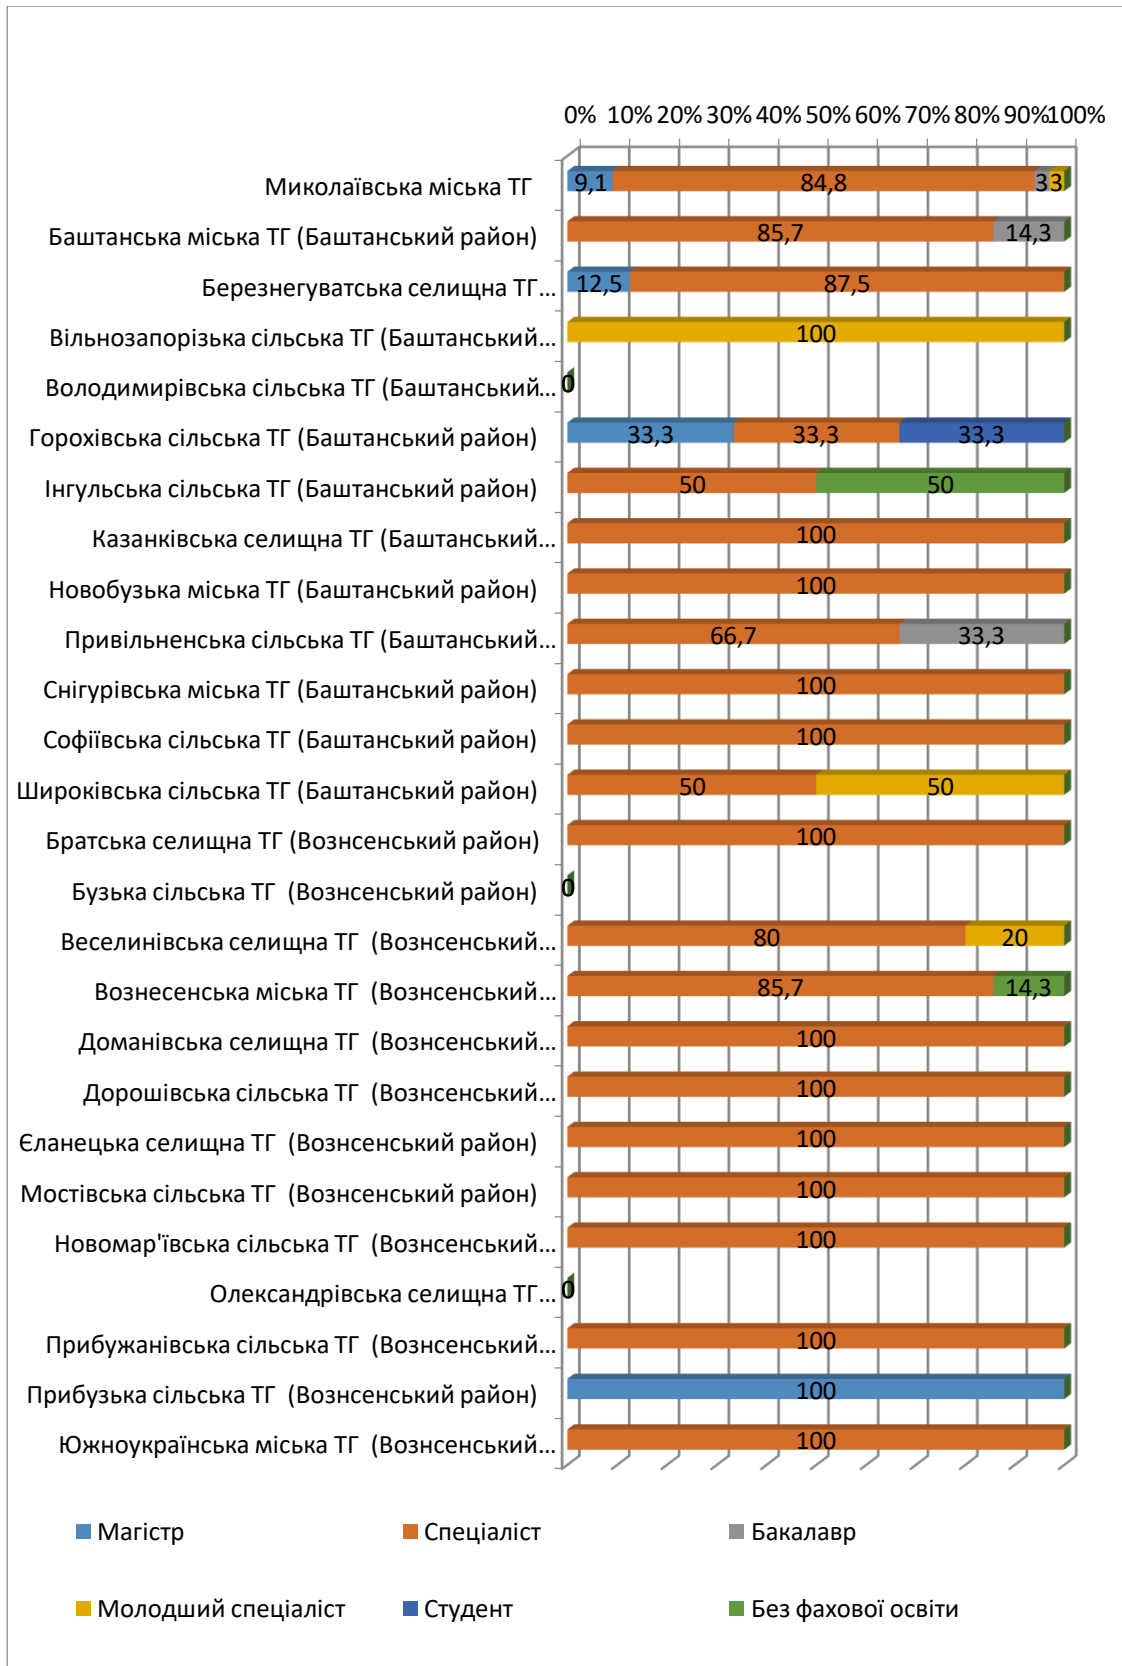 0% 10% 20% 30% 40% 50% 60% 70% 80% 90% 100%
Миколаївська міська ТГ 9,1 84,8 3 3
Баштанська міська ТГ (Баштанський район) 85,7 14,3
Березнегуватська селищна ТГ... 12,5 87,5
Вільнозапорізька сільська ТГ (Баштанський... 100
Володимирівська сільська ТГ (Баштанський... 0
Горохівська сільська ТГ (Баштанський район) 33,3 33,3 33,3
Інгульська сільська ТГ (Баштанський район) 50 50
Казанківська селищна ТГ (Баштанський... 100
Новобузька міська ТГ (Баштанський район) 100
Привільненська сільська ТГ (Баштанський... 66,7 33,3
Снігурівська міська ТГ (Баштанський район) 100
Софіївська сільська ТГ (Баштанський район) 100
Широківська сільська ТГ (Баштанський район) 50 50
Братська селищна ТГ (Вознсенський район) 100
Бузька сільська ТГ (Вознсенський район) 0
Веселинівська селищна ТГ (Вознсенський... 80 20
Вознесенська міська ТГ (Вознсенський... 85,7 14,3
Доманівська селищна ТГ (Вознсенський... 100
Дорошівська сільська ТГ (Вознсенський... 100
Єланецька селищна ТГ (Вознсенський район) 100
Мостівська сільська ТГ (Вознсенський район) 100
Новомар'ївська сільська ТГ (Вознсенський... 100
Олександрівська селищна ТГ... 0
Прибужанівська сільська ТГ (Вознсенський... 100
Прибузька сільська ТГ (Вознсенський район) 100
Южноукраїнська міська ТГ (Вознсенський... 100
Магістр Спеціаліст Бакалавр
Молодший спеціаліст Студент Без фахової освіти